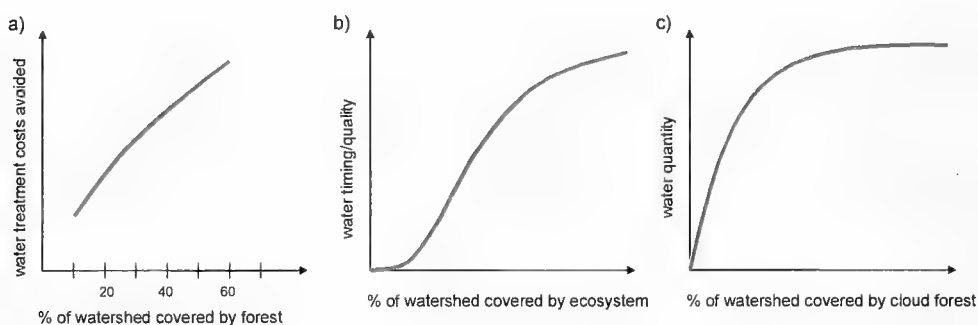 a)
water treatment costs avoided
20 40 60
% of watershed covered by forest
b)
water timing/quality
% of watershed covered by ecosystem
c)
water quantity
% of watershed covered by cloud forest